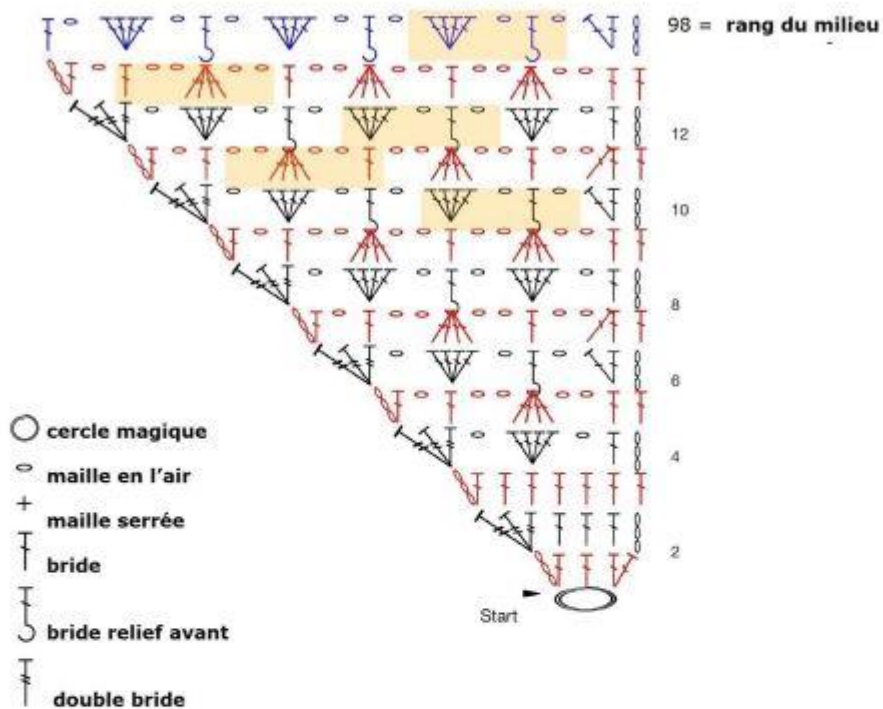 98 = rang du milieu
12
10
8
6
4
2
Start
cercle magique
maille en l'air
maille serrée
bride
bride relief avant
double bride